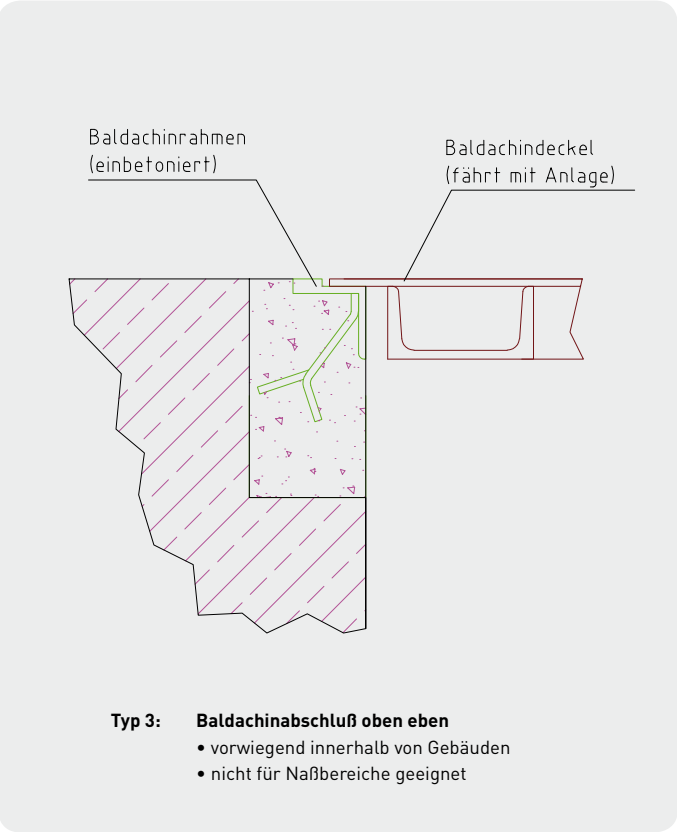 Baldachinrahmen
(einbetoniert)
Baldachindeckel
(fährt mit Anlage)
Typ 3: Baldachinabschluß oben eben
• vorwiegend innerhalb von Gebäuden
• nicht für Naßbereiche geeignet